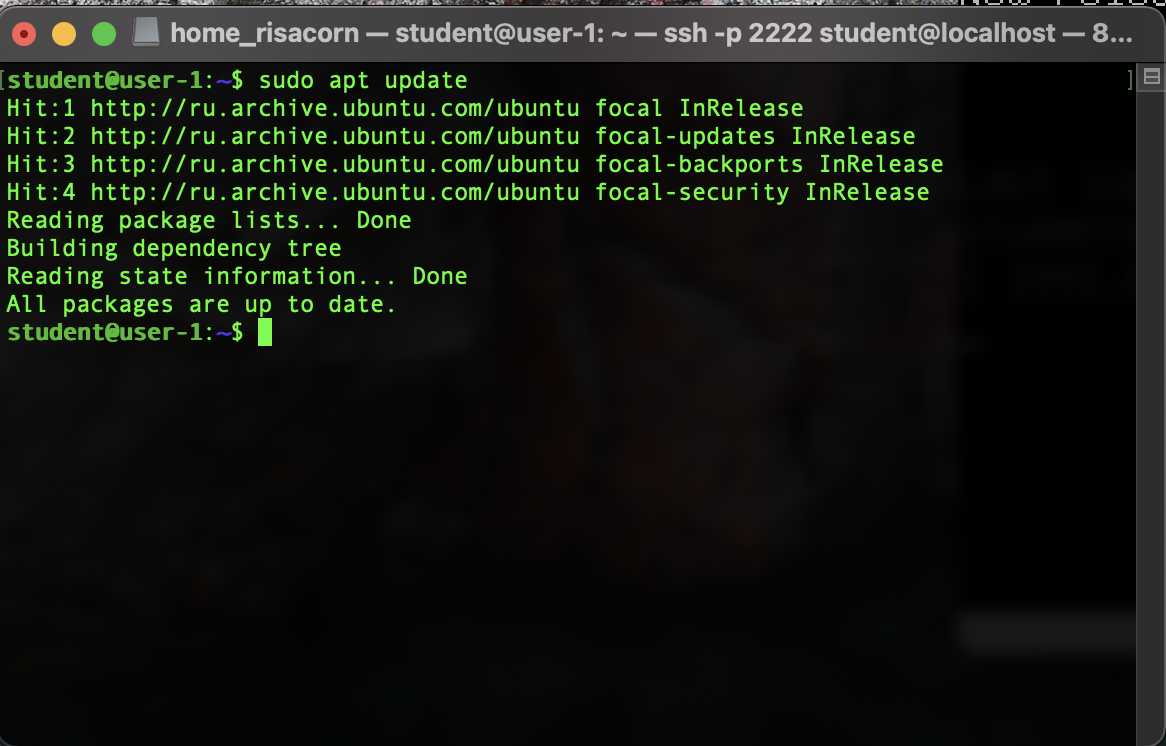 home_risacorn — student@user-1: ~ — ssh -p 2222 student@localhost — 8...
[student@user-1:~$ sudo apt update ]
Hit:1 http://ru.archive.ubuntu.com/ubuntu focal InRelease
Hit:2 http://ru.archive.ubuntu.com/ubuntu focal-updates InRelease
Hit:3 http://ru.archive.ubuntu.com/ubuntu focal-backports InRelease
Hit:4 http://ru.archive.ubuntu.com/ubuntu focal-security InRelease
Reading package lists... Done
Building dependency tree
Reading state information... Done
All packages are up to date.
student@user-1:~$